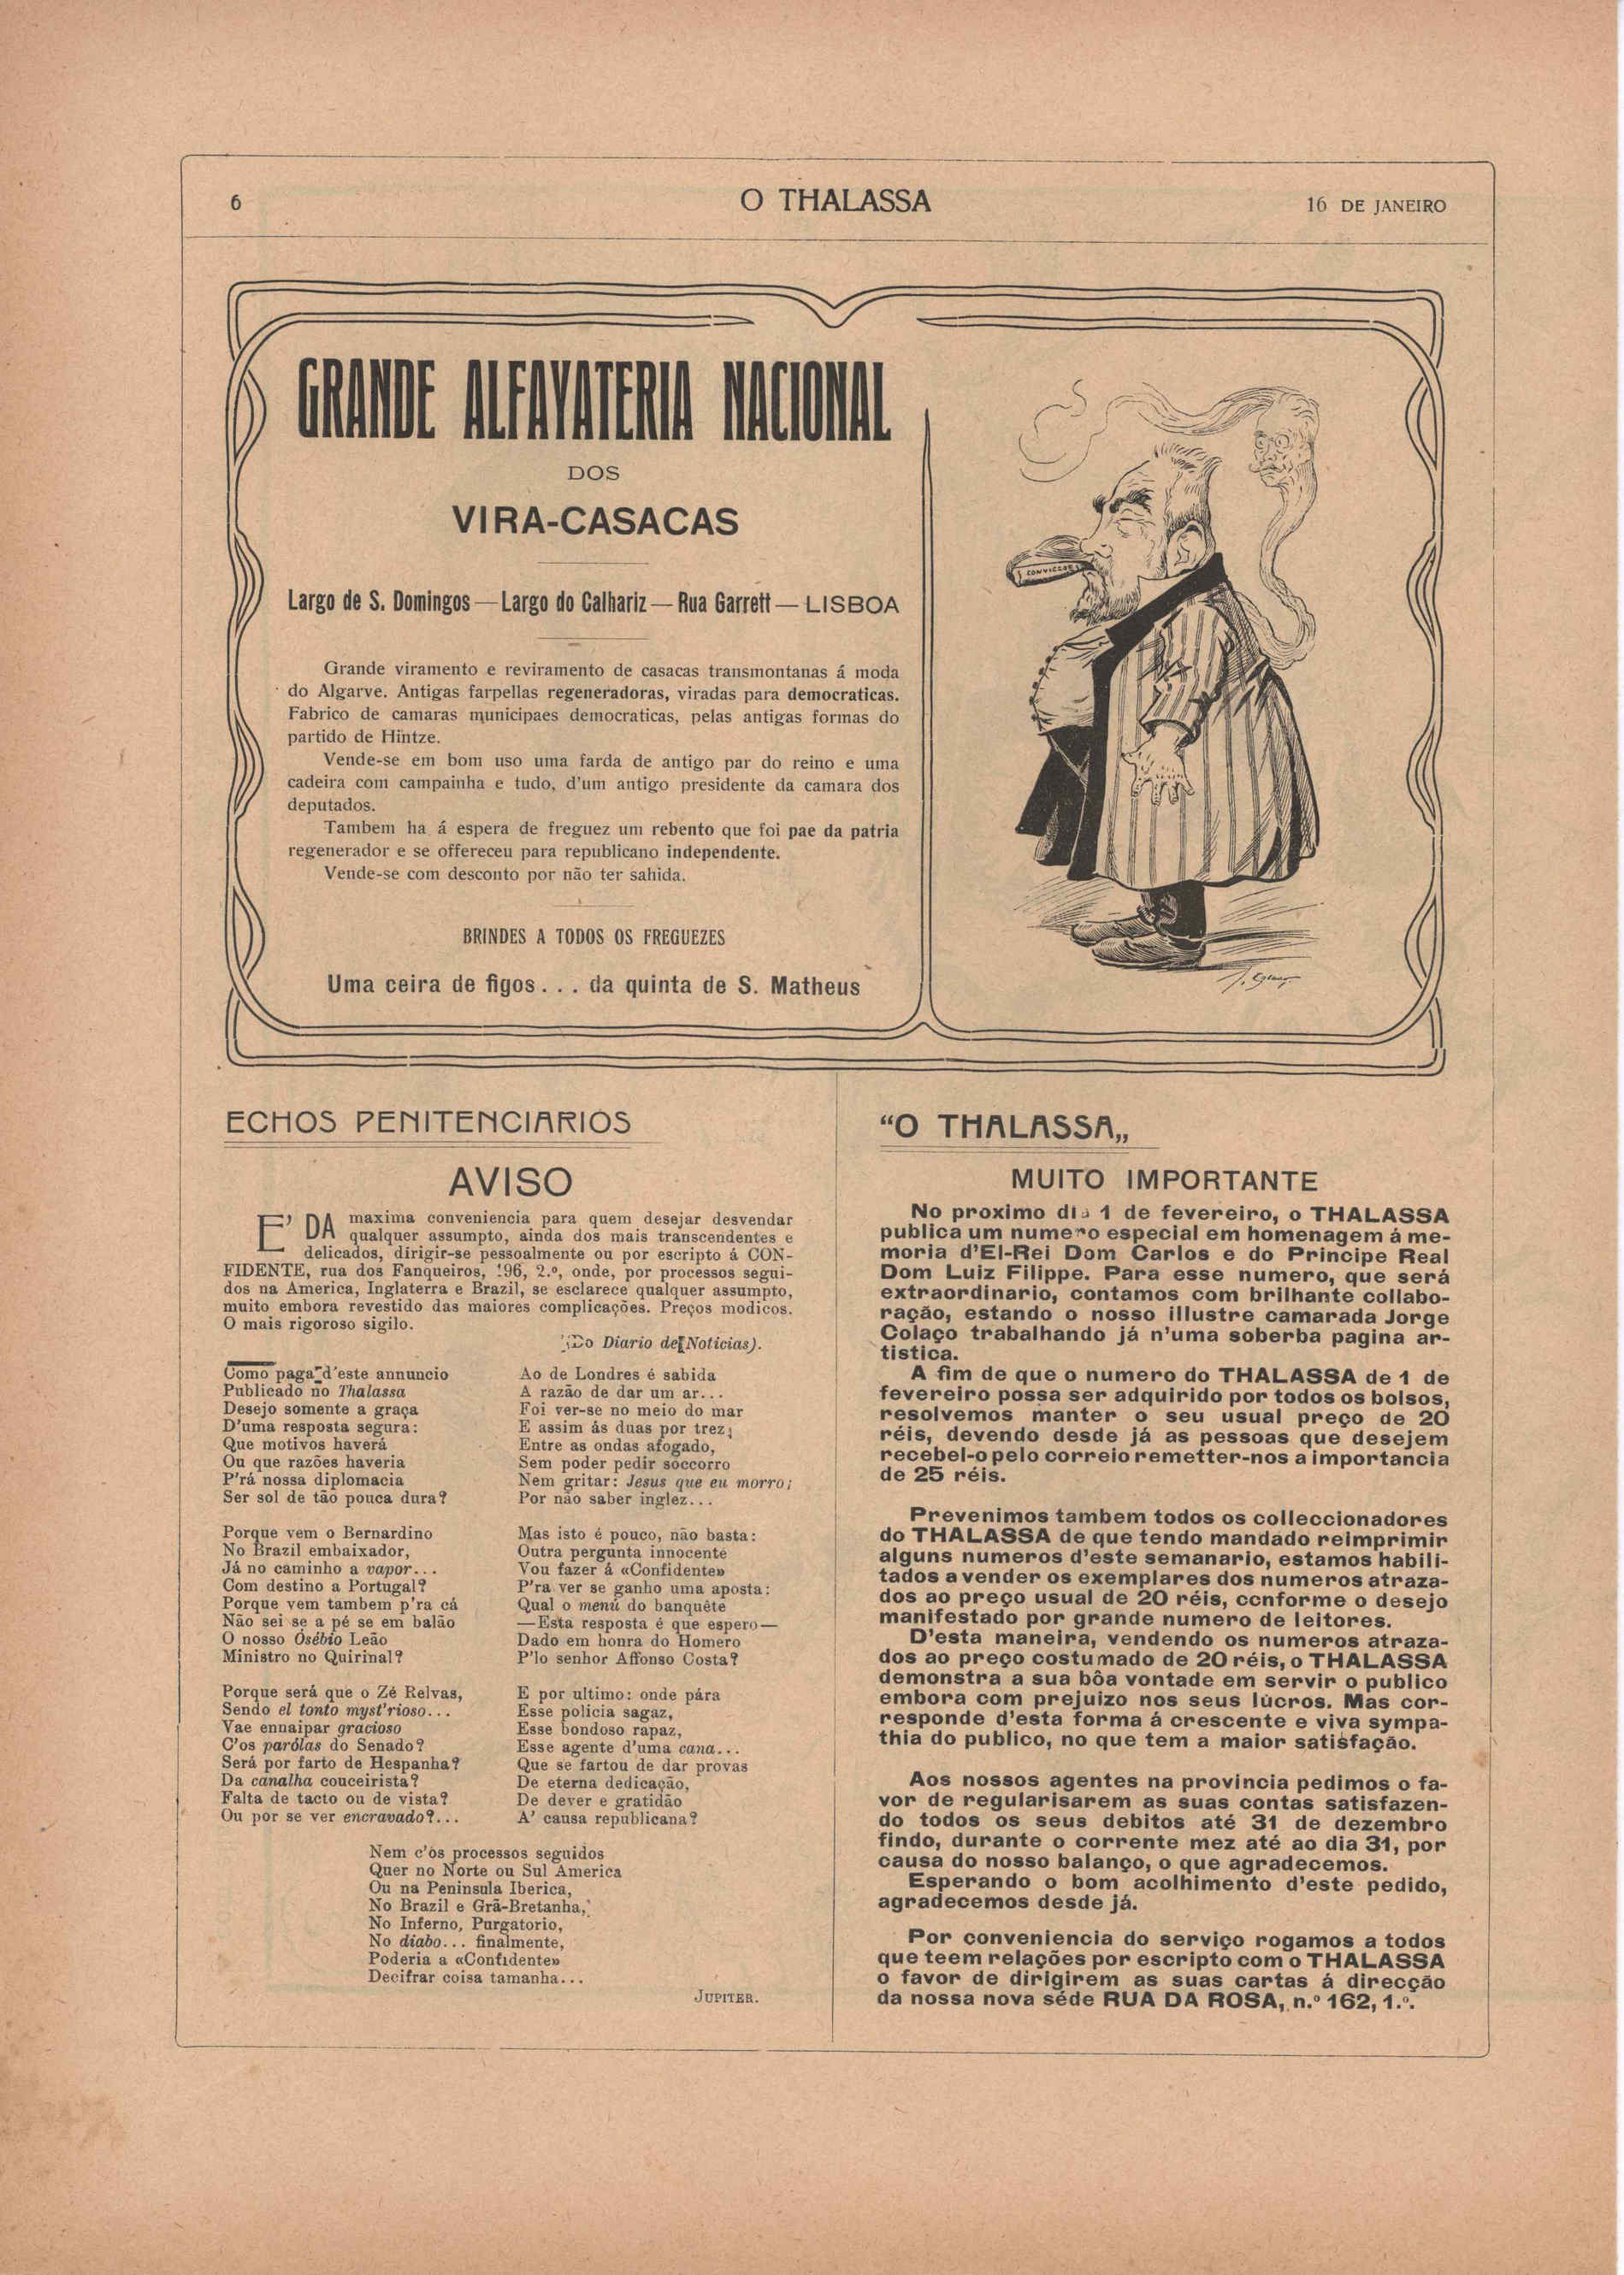 6
O THALASSA
16 DE JANEIRO
GRANDE ALFAYATERIA NACIONAL
DOS
VIRA-CASACAS
Largo de S. Domingos — Largo do Calhariz — Rua Garrett — LISBOA
Grande viramento e reviramento de casacas transmontanas á moda
do Algarve. Antigas farpellas regeneradoras, viradas para democraticas.
Fabrico de camaras municipaes democraticas, pelas antigas formas do
partido de Hintze.
Vende-se em bom uso uma farda de antigo par do reino e uma
cadeira com campainha e tudo, d'um antigo presidente da camara dos
deputados.
Tambem ha á espera de freguez um rebento que foi pae da patria
regenerador e se offereceu para republicano independente.
Vende-se com desconto por não ter sahida.
BRINDES A TODOS OS FREGUEZES
Uma ceira de figos... da quinta de S. Matheus
ECHOS PENITENCIARIOS
AVISO
E' DA maxima conveniencia para quem desejar desvendar
qualquer assumpto, ainda dos mais transcendentes e
delicados, dirigir-se pessoalmente ou por escripto á CON-
FIDENTE, rua dos Fanqueiros, 196, 2.º, onde, por processos segui-
dos na America, Inglaterra e Brazil, se esclarece qualquer assumpto,
muito embora revestido das maiores complicações. Preços modicos.
O mais rigoroso sigilo.
(Do Diario de Noticias).
Como paga d'este annuncio
Publicado no Thalassa
Desejo somente a graça
D'uma resposta segura:
Que motivos haverá
Ou que razões haveria
P'rá nossa diplomacia
Ser sol de tão pouca dura?
Porque vem o Bernardino
No Brazil embaixador,
Já no caminho a vapor...
Com destino a Portugal?
Porque vem tambem p'ra cá
Não sei se a pé se em balão
O nosso Ósébio Leão
Ministro no Quirinal?
Porque será que o Zé Relvas,
Sendo el tonto myst'rioso...
Vae ennaipar gracioso
C'os parólas do Senado?
Será por farto de Hespanha?
Da canalha couceirista?
Falta de tacto ou de vista?
Ou por se ver encravado?...
Ao de Londres é sabida
A razão de dar um ar...
Foi ver-se no meio do mar
E assim ás duas por trez;
Entre as ondas afogado,
Sem poder pedir soccorro
Nem gritar: Jesus que eu morro;
Por não saber inglez...
Mas isto é pouco, não basta:
Outra pergunta innocente
Vou fazer á «Confidente»
P'ra ver se ganho uma aposta:
Qual o menú do banquête
—Esta resposta é que espero—
Dado em honra do Homero
P'lo senhor Affonso Costa?
E por ultimo: onde pára
Esse policia sagaz,
Esse bondoso rapaz,
Esse agente d'uma cana...
Que se fartou de dar provas
De eterna dedicação,
De dever e gratidão
A' causa republicana?
Nem c'os processos seguidos
Quer no Norte ou Sul America
Ou na Peninsula Iberica,
No Brazil e Grã-Bretanha,
No Inferno, Purgatorio,
No diabo... finalmente,
Poderia a «Confidente»
Decifrar coisa tamanha...
JUPITER.
"O THALASSA„
MUITO IMPORTANTE
No proximo dia 1 de fevereiro, o THALASSA
publica um numero especial em homenagem á me-
moria d'El-Rei Dom Carlos e do Principe Real
Dom Luiz Filippe. Para esse numero, que será
extraordinario, contamos com brilhante collabo-
ração, estando o nosso illustre camarada Jorge
Colaço trabalhando já n'uma soberba pagina ar-
tistica.
A fim de que o numero do THALASSA de 1 de
fevereiro possa ser adquirido por todos os bolsos,
resolvemos manter o seu usual preço de 20
réis, devendo desde já as pessoas que desejem
recebel-o pelo correio remetter-nos a importancia
de 25 réis.
Prevenimos tambem todos os colleccionadores
do THALASSA de que tendo mandado reimprimir
alguns numeros d'este semanario, estamos habili-
tados a vender os exemplares dos numeros atraza-
dos ao preço usual de 20 réis, conforme o desejo
manifestado por grande numero de leitores.
D'esta maneira, vendendo os numeros atraza-
dos ao preço costumado de 20 réis, o THALASSA
demonstra a sua bôa vontade em servir o publico
embora com prejuizo nos seus lúcros. Mas cor-
responde d'esta forma á crescente e viva sympa-
thia do publico, no que tem a maior satisfação.
Aos nossos agentes na provincia pedimos o fa-
vor de regularisarem as suas contas satisfazen-
do todos os seus debitos até 31 de dezembro
findo, durante o corrente mez até ao dia 31, por
causa do nosso balanço, o que agradecemos.
Esperando o bom acolhimento d'este pedido,
agradecemos desde já.
Por conveniencia do serviço rogamos a todos
que teem relações por escripto com o THALASSA
o favor de dirigirem as suas cartas á direcção
da nossa nova séde RUA DA ROSA, n.º 162, 1.º.